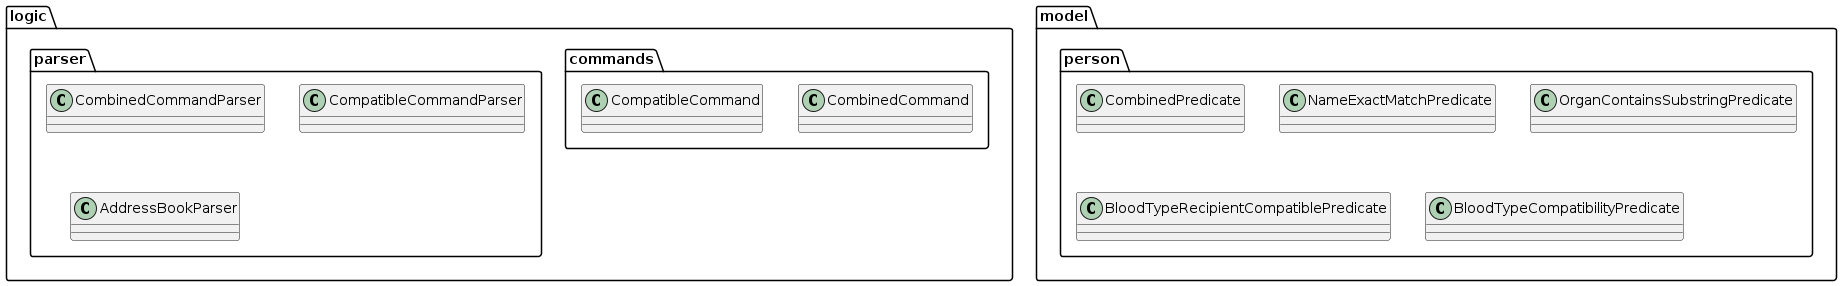 logic
parser
C CombinedCommandParser
C CompatibleCommandParser
C AddressBookParser
commands
C CompatibleCommand
C CombinedCommand
model
person
C CombinedPredicate
C NameExactMatchPredicate
C OrganContainsSubstringPredicate
C BloodTypeRecipientCompatiblePredicate
C BloodTypeCompatibilityPredicate